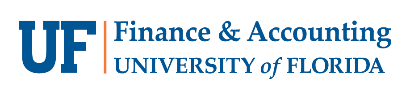 UF
Finance & Accounting
UNIVERSITY of FLORIDA